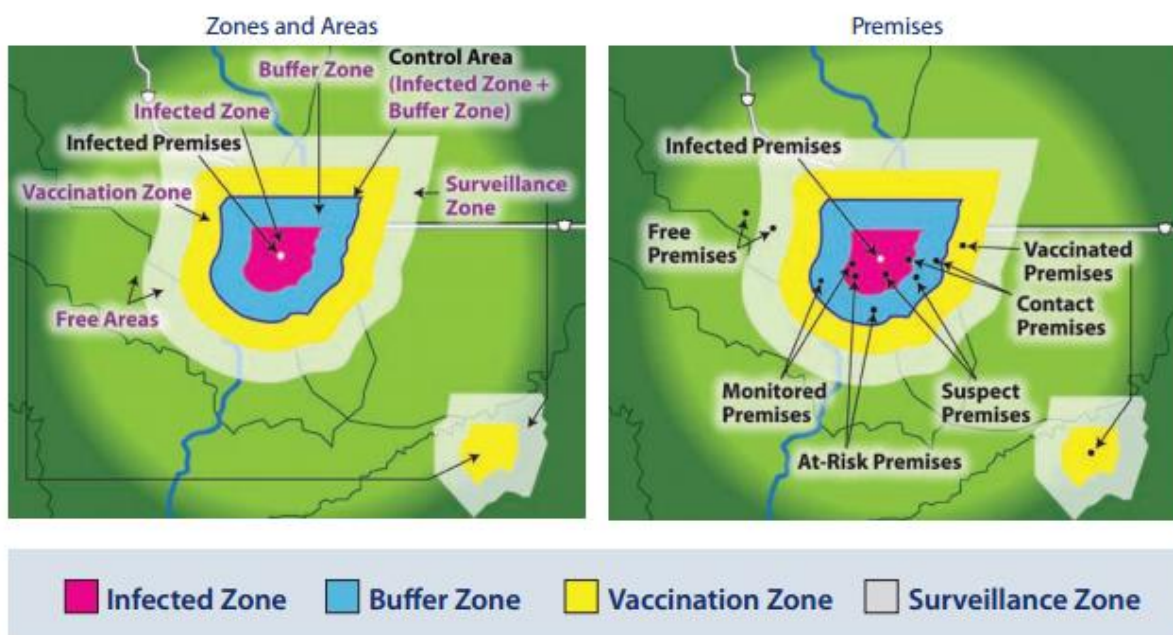 Zones and Areas
Buffer Zone
Control Area
(Infected Zone +
Buffer Zone)
Infected Zone
Infected Premises
Vaccination Zone
Surveillance
Zone
Free Areas
Premises
Infected Premises
Free
Premises
Vaccinated
Premises
Contact
Premises
Monitored
Premises
Suspect
Premises
At-Risk Premises
Infected Zone
Buffer Zone
Vaccination Zone
Surveillance Zone